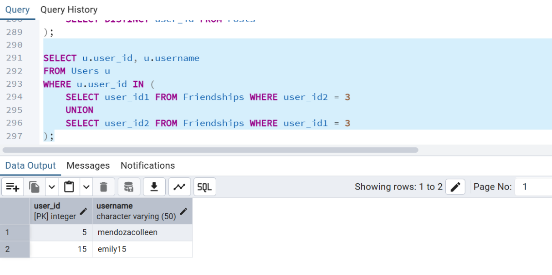 Query Query History
288 SELECT DISTINCT user_id FROM Posts
289 );
290
291 SELECT u.user_id, u.username
292 FROM Users u
293 WHERE u.user_id IN (
294 SELECT user_id1 FROM Friendships WHERE user_id2 = 3
295 UNION
296 SELECT user_id2 FROM Friendships WHERE user_id1 = 3
297 );
Data Output Messages Notifications
SQL Showing rows: 1 to 2 Page No: 1
user_id username
[PK] integer character varying (50)
1 5 mendozacolleen
2 15 emily15